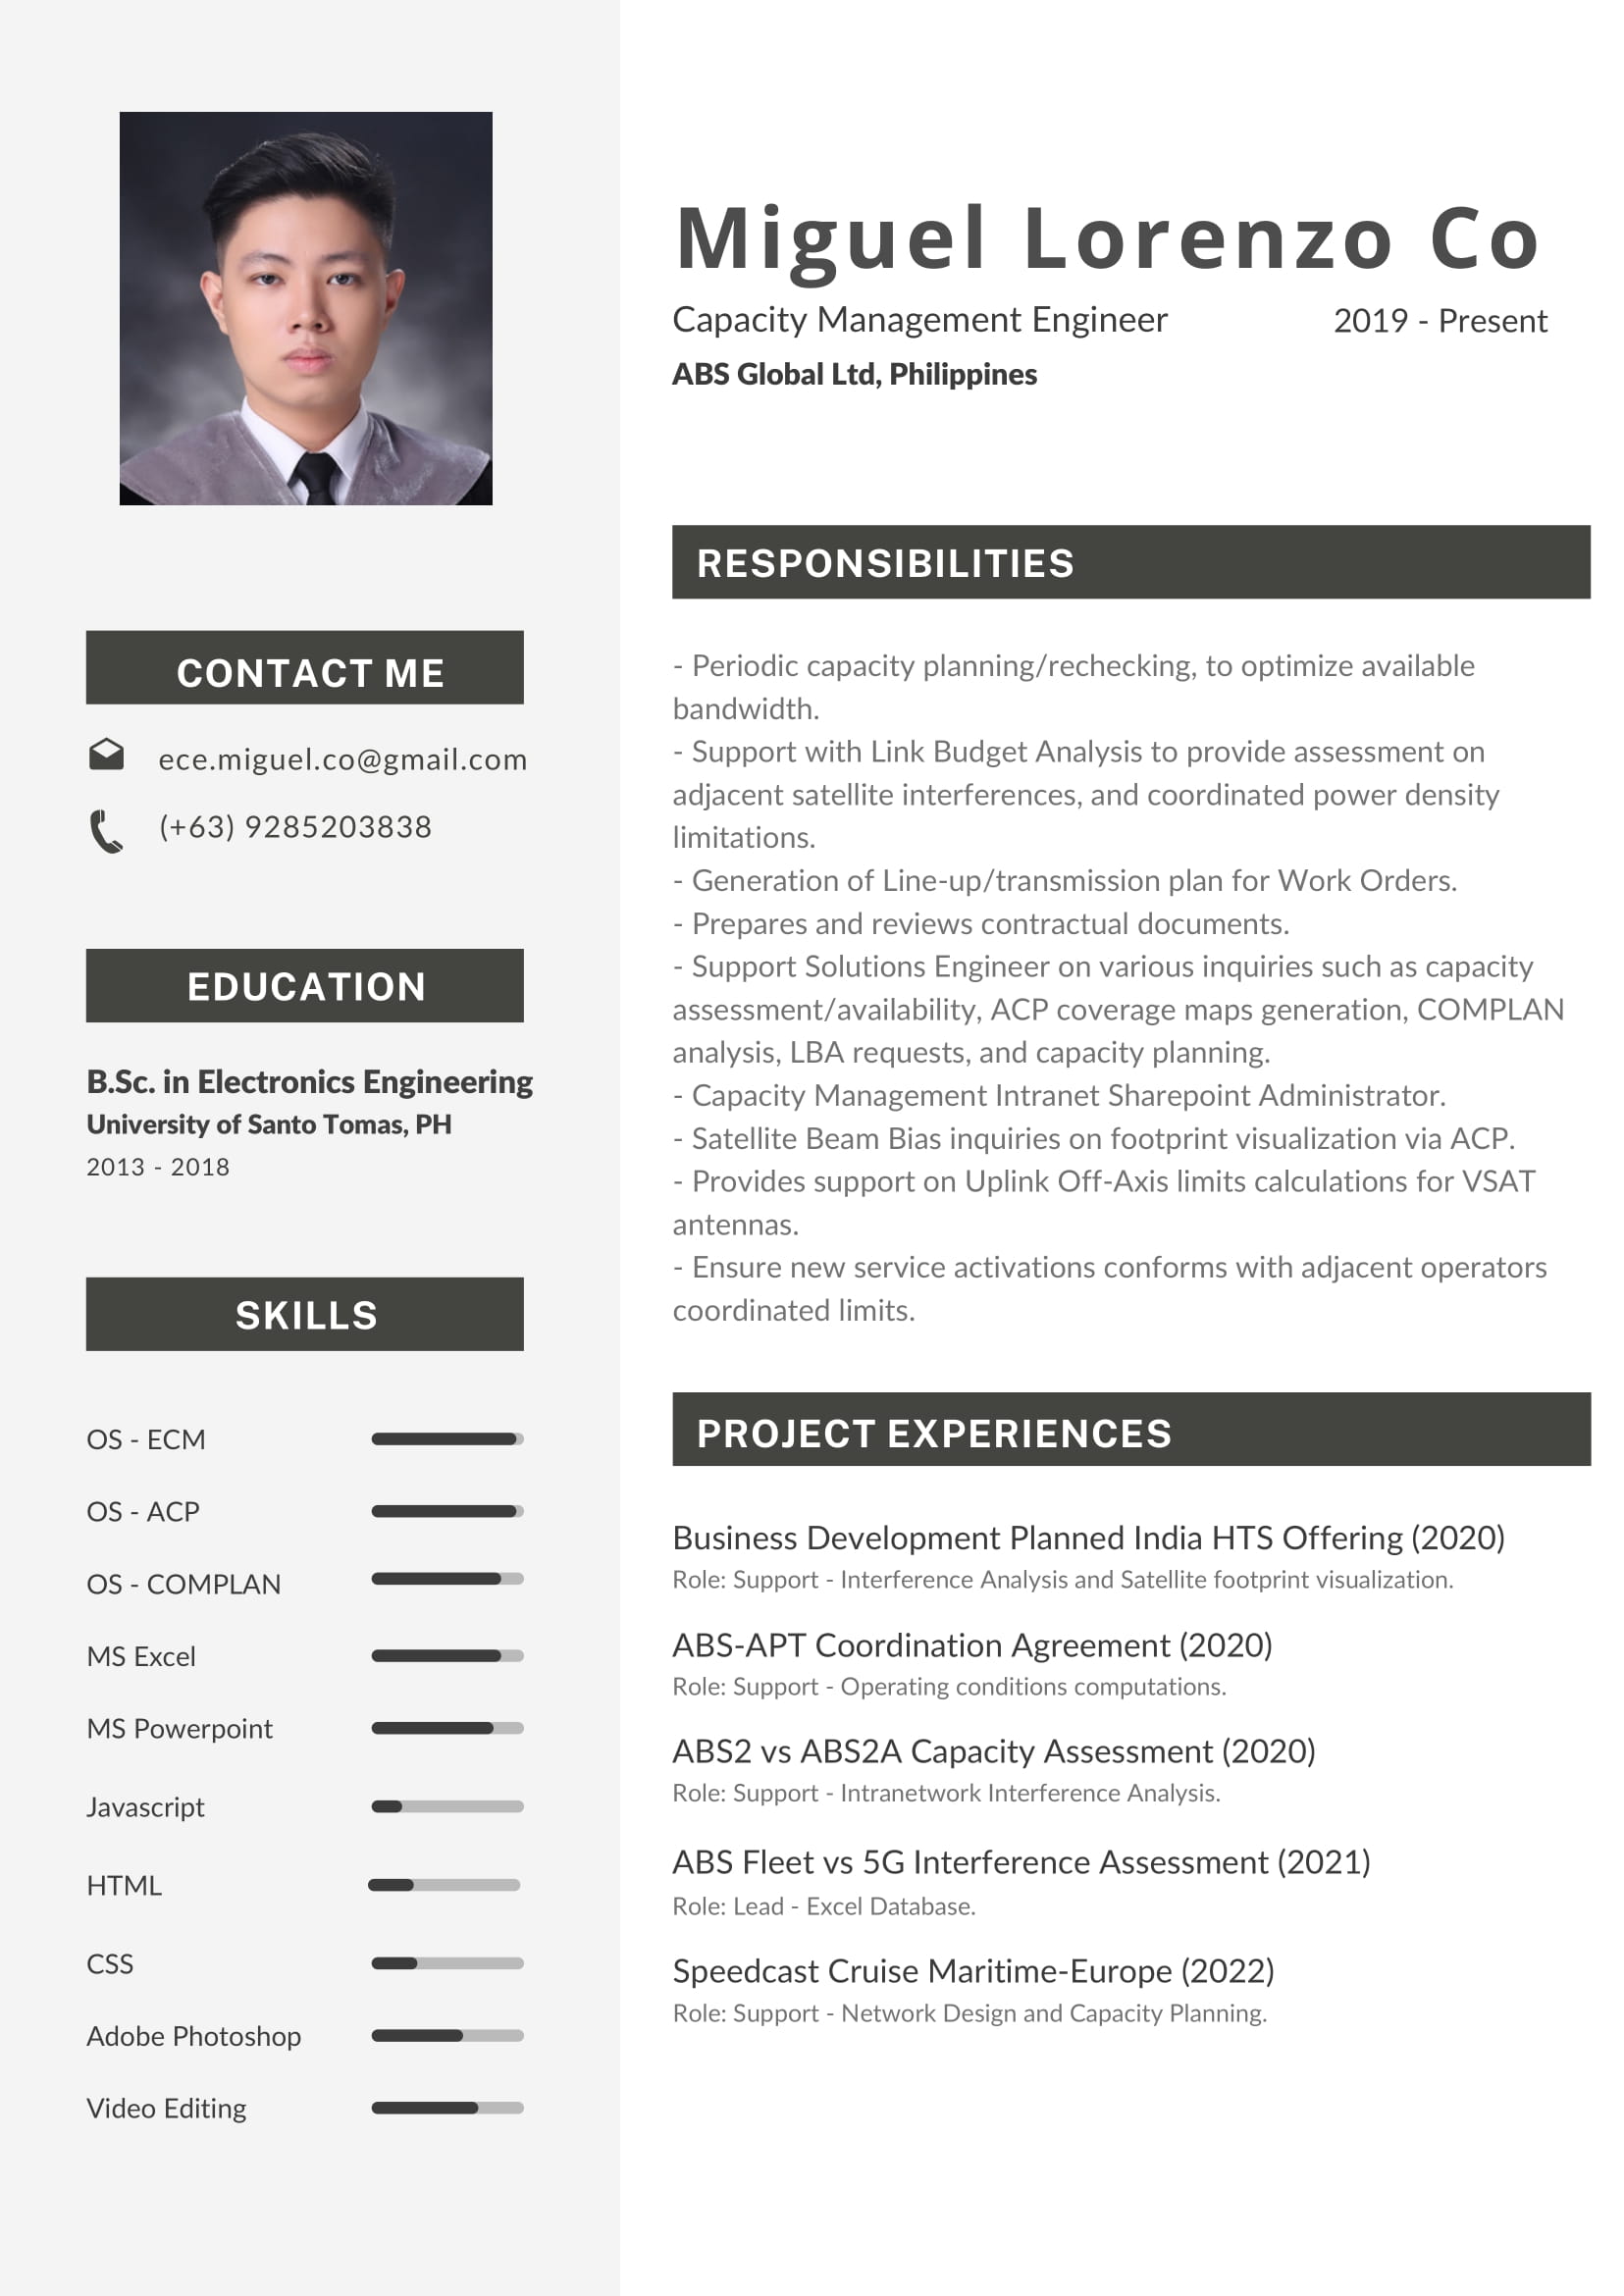 Miguel Lorenzo Co
Capacity Management Engineer 2019 - Present
ABS Global Ltd, Philippines
CONTACT ME
ece.miguel.co@gmail.com
(+63) 9285203838
EDUCATION
B.Sc. in Electronics Engineering
University of Santo Tomas, PH
2013 - 2018
SKILLS
OS - ECM
OS - ACP
OS - COMPLAN
MS Excel
MS Powerpoint
Javascript
HTML
CSS
Adobe Photoshop
Video Editing
RESPONSIBILITIES
- Periodic capacity planning/rechecking, to optimize available
bandwidth.
- Support with Link Budget Analysis to provide assessment on
adjacent satellite interferences, and coordinated power density
limitations.
- Generation of Line-up/transmission plan for Work Orders.
- Prepares and reviews contractual documents.
- Support Solutions Engineer on various inquiries such as capacity
assessment/availability, ACP coverage maps generation, COMPLAN
analysis, LBA requests, and capacity planning.
- Capacity Management Intranet Sharepoint Administrator.
- Satellite Beam Bias inquiries on footprint visualization via ACP.
- Provides support on Uplink Off-Axis limits calculations for VSAT
antennas.
- Ensure new service activations conforms with adjacent operators
coordinated limits.
PROJECT EXPERIENCES
Business Development Planned India HTS Offering (2020)
Role: Support - Interference Analysis and Satellite footprint visualization.
ABS-APT Coordination Agreement (2020)
Role: Support - Operating conditions computations.
ABS2 vs ABS2A Capacity Assessment (2020)
Role: Support - Intranetwork Interference Analysis.
ABS Fleet vs 5G Interference Assessment (2021)
Role: Lead - Excel Database.
Speedcast Cruise Maritime-Europe (2022)
Role: Support - Network Design and Capacity Planning.